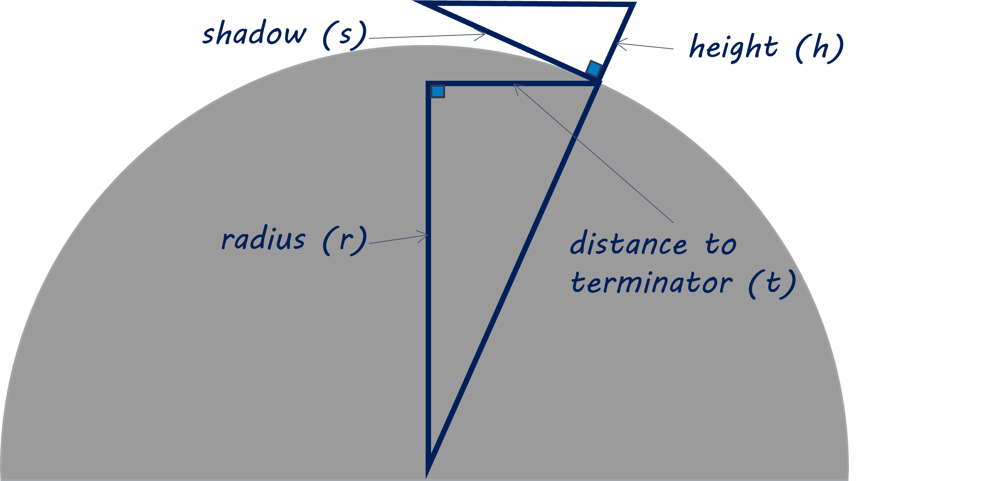 shadow (s)
height (h)
radius (r)
distance to
terminator (t)